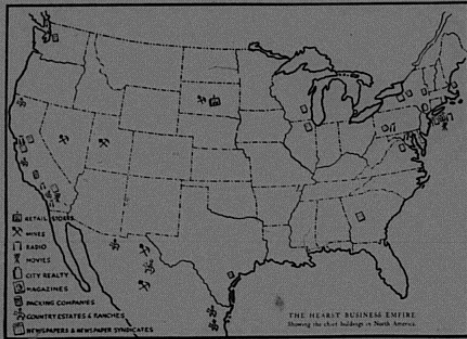 RETAIL STORES
MINES
RADIO
MOVIES
CITY REALTY
MAGAZINES
PACKING COMPANIES
COUNTRY ESTATES & RANCHES
NEWSPAPERS & NEWSPAPER SYNDICATES
THE HEARST BUSINESS EMPIRE
Showing the chief holdings in North America